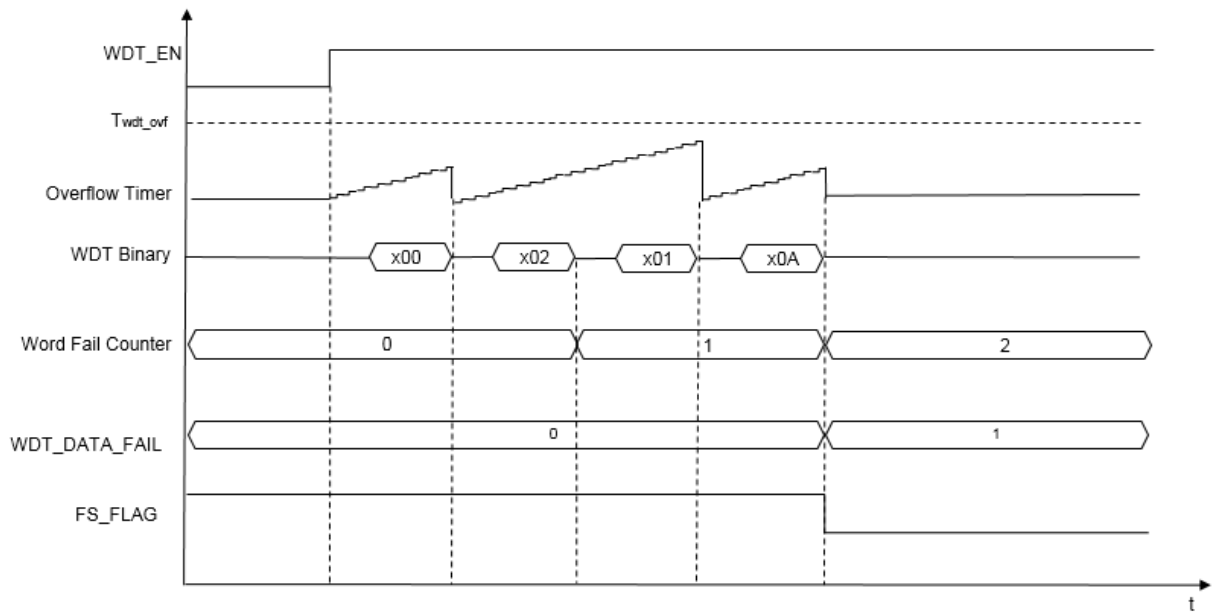 WDT_EN
Twdt_ovf
Overflow Timer
WDT Binary x00 x02 x01 x0A
Word Fail Counter 0 1 2
WDT_DATA_FAIL 0 1
FS_FLAG
t